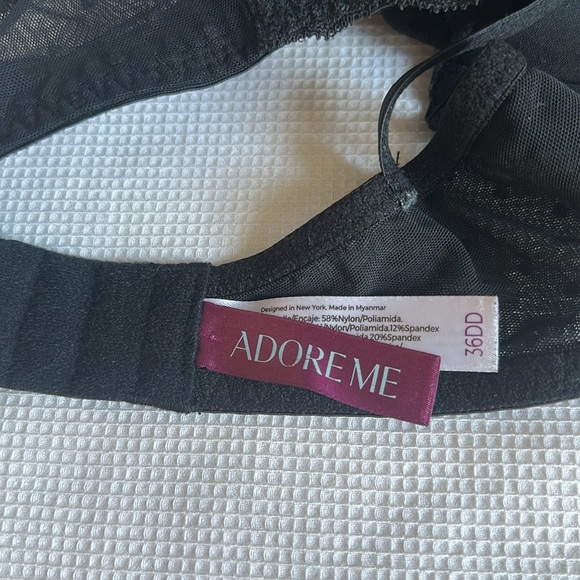 Designed in New York, Made in Myanmar
/Encaje: 58%Nylon/Poliamida,
/Nylon/Poliamida,12%Spandex
20%Spandex
ADORE ME
36DD